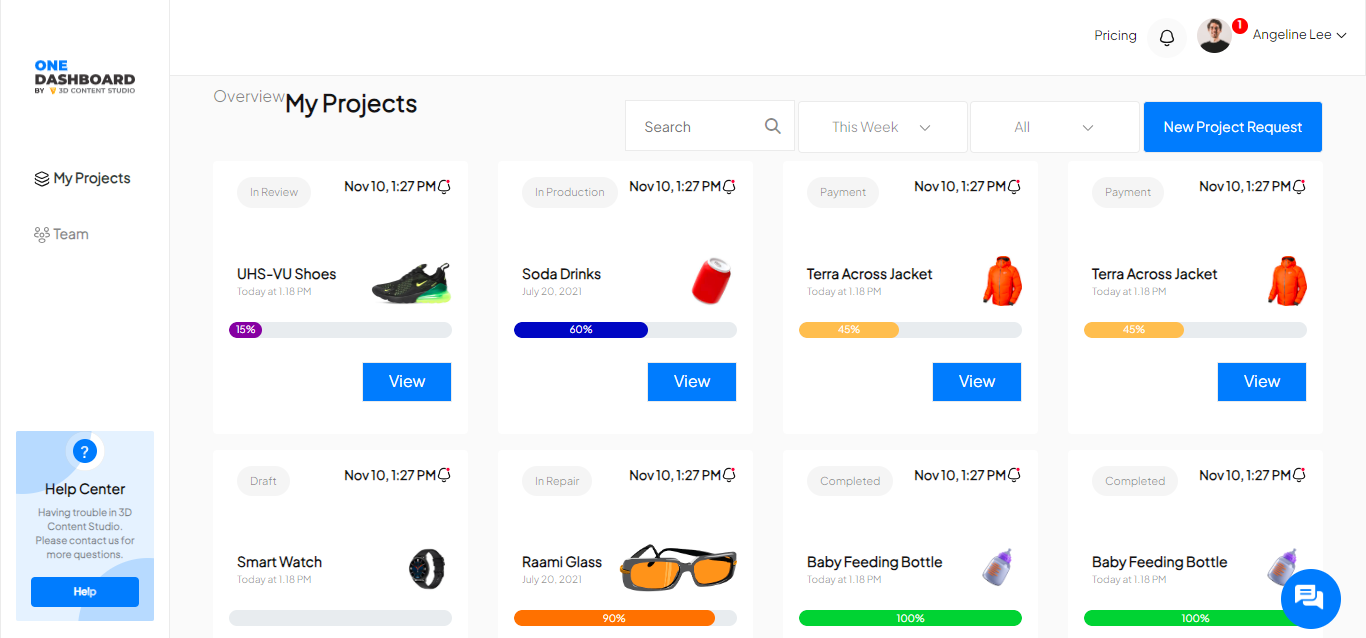 Pricing
1
Angeline Lee
ONE
DASHBOARD
BY 3D CONTENT STUDIO
My Projects
Team
?
Help Center
Having trouble in 3D
Content Studio.
Please contact us for
more questions.
Help
Overview My Projects
Search
This Week
All
New Project Request
In Review
Nov 10, 1:27 PM
UHS-VU Shoes
Today at 1.18 PM
15%
View
In Production
Nov 10, 1:27 PM
Soda Drinks
July 20, 2021
60%
View
Payment
Nov 10, 1:27 PM
Terra Across Jacket
Today at 1.18 PM
45%
View
Payment
Nov 10, 1:27 PM
Terra Across Jacket
Today at 1.18 PM
45%
View
Draft
Nov 10, 1:27 PM
Smart Watch
Today at 1.18 PM
In Repair
Nov 10, 1:27 PM
Raami Glass
July 20, 2021
90%
Completed
Nov 10, 1:27 PM
Baby Feeding Bottle
Today at 1.18 PM
100%
Completed
Nov 10, 1:27 PM
Baby Feeding Bottle
Today at 1.18 PM
100%